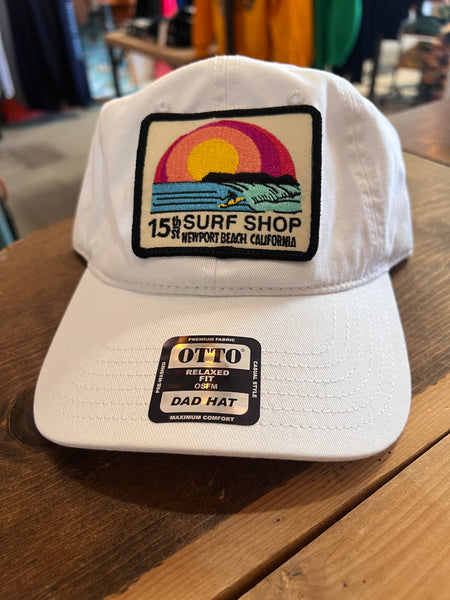 15th St SURF SHOP
NEWPORT BEACH, CALIFORNIA
PREMIUM FABRIC
OTTO®
RELAXED
FIT
OSFM
DAD HAT
MAXIMUM COMFORT
PRE-WASHED
CASUAL STYLE